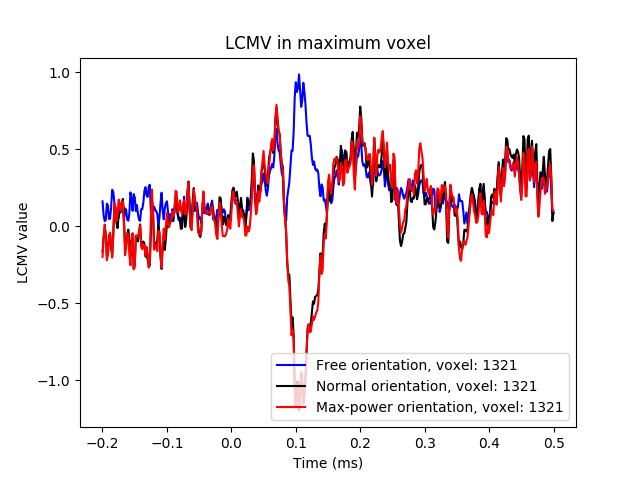 LCMV in maximum voxel
1.0
0.5
0.0
−0.5
−1.0
LCMV value
Free orientation, voxel: 1321
Normal orientation, voxel: 1321
Max-power orientation, voxel: 1321
−0.2 −0.1 0.0 0.1 0.2 0.3 0.4 0.5
Time (ms)